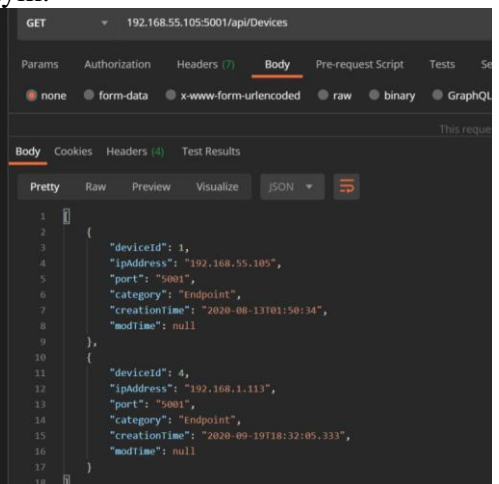 GET 192.168.55.105:5001/api/Devices
Params Authorization Headers (7) Body Pre-request Script Tests
none form-data x-www-form-urlencoded raw binary GraphQL
This
Body Cookies Headers (4) Test Results
Pretty Raw Preview Visualize JSON
1 [
2 {
3 "deviceId": 1,
4 "ipAddress": "192.168.55.105",
5 "port": "5001",
6 "category": "Endpoint",
7 "creationTime": "2020-08-13T01:50:34",
8 "modTime": null
9 },
10 {
11 "deviceId": 4,
12 "ipAddress": "192.168.1.113",
13 "port": "5001",
14 "category": "Endpoint",
15 "creationTime": "2020-09-19T18:32:05.333",
16 "modTime": null
17 }
18 ]